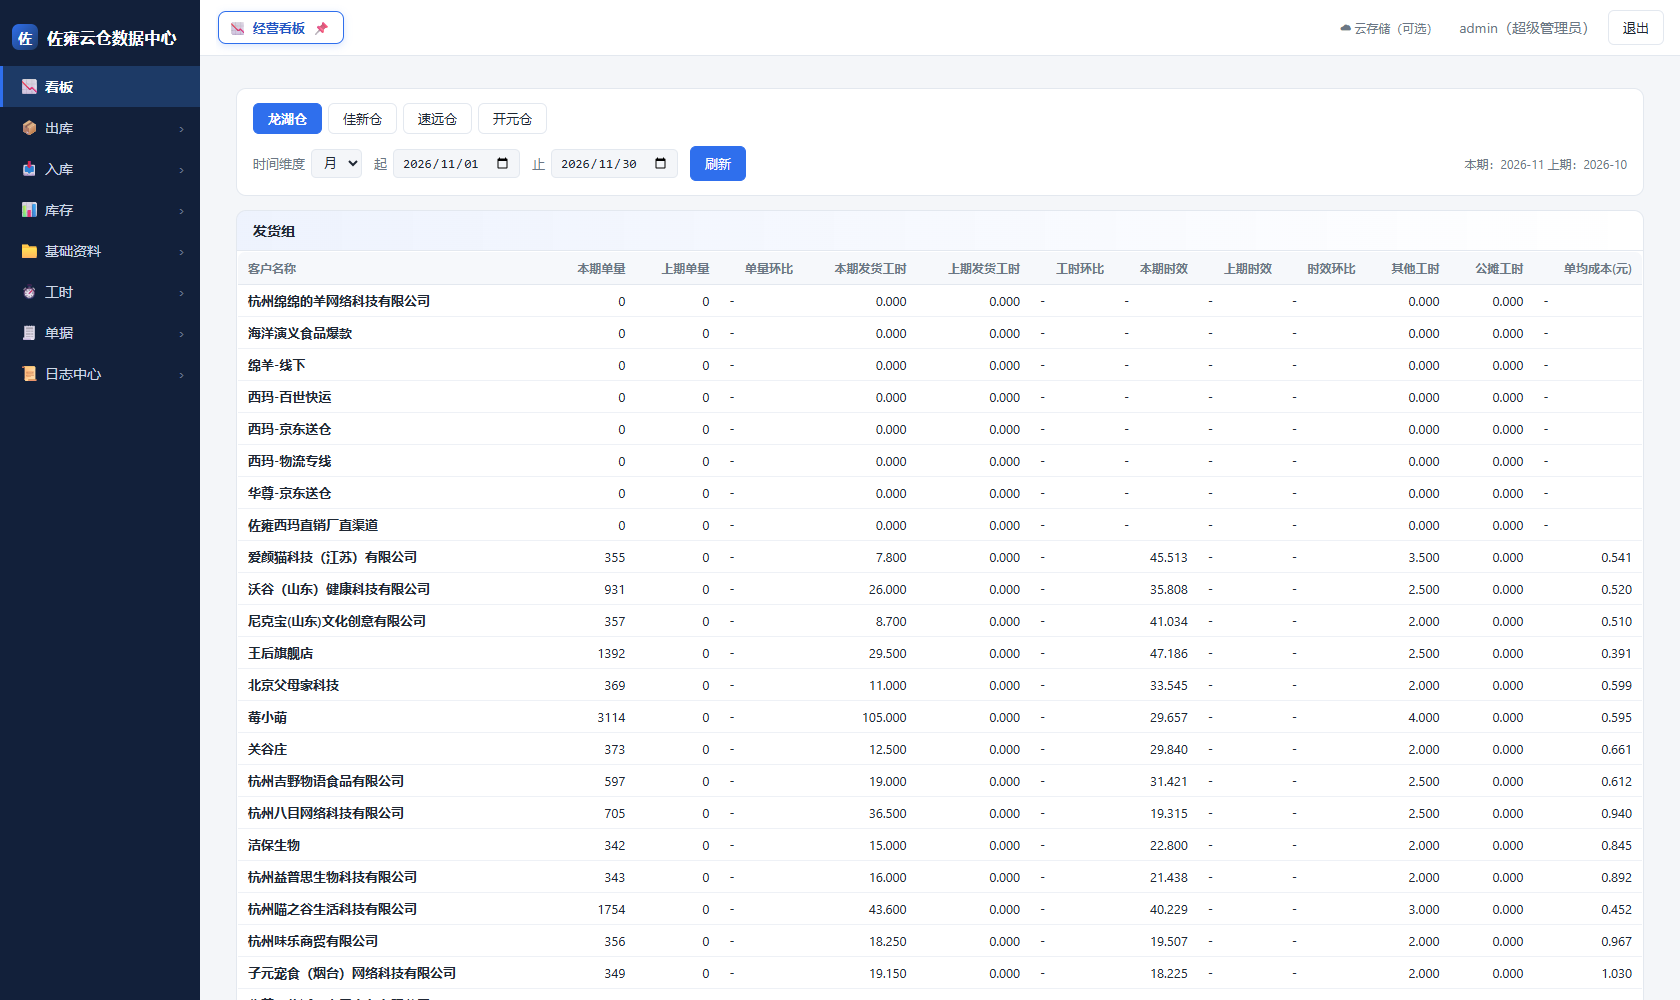 佐 佐雍云仓数据中心
看板
出库
入库
库存
基础资料
工时
单据
日志中心
经营看板
云存储（可选） admin（超级管理员） 退出
龙湖仓 佳新仓 速远仓 开元仓
时间维度 月 起 2026/11/01 止 2026/11/30 刷新 本期：2026-11 上期：2026-10
发货组
客户名称 本期单量 上期单量 单量环比 本期发货工时 上期发货工时 工时环比 本期时效 上期时效 时效环比 其他工时 公摊工时 单均成本(元)
杭州绵绵的羊网络科技有限公司 0 0 - 0.000 0.000 - - - - 0.000 0.000 -
海洋演义食品爆款 0 0 - 0.000 0.000 - - - - 0.000 0.000 -
绵羊-线下 0 0 - 0.000 0.000 - - - - 0.000 0.000 -
西玛-百世快运 0 0 - 0.000 0.000 - - - - 0.000 0.000 -
西玛-京东送仓 0 0 - 0.000 0.000 - - - - 0.000 0.000 -
西玛-物流专线 0 0 - 0.000 0.000 - - - - 0.000 0.000 -
华尊-京东送仓 0 0 - 0.000 0.000 - - - - 0.000 0.000 -
佐雍西玛直销厂直渠道 0 0 - 0.000 0.000 - - - - 0.000 0.000 -
爱颜猫科技（江苏）有限公司 355 0 - 7.800 0.000 - 45.513 - - 3.500 0.000 0.541
沃谷（山东）健康科技有限公司 931 0 - 26.000 0.000 - 35.808 - - 2.500 0.000 0.520
尼克宝(山东)文化创意有限公司 357 0 - 8.700 0.000 - 41.034 - - 2.000 0.000 0.510
王后旗舰店 1392 0 - 29.500 0.000 - 47.186 - - 2.500 0.000 0.391
北京父母家科技 369 0 - 11.000 0.000 - 33.545 - - 2.000 0.000 0.599
莓小萌 3114 0 - 105.000 0.000 - 29.657 - - 4.000 0.000 0.595
关谷庄 373 0 - 12.500 0.000 - 29.840 - - 2.000 0.000 0.661
杭州吉野物语食品有限公司 597 0 - 19.000 0.000 - 31.421 - - 2.500 0.000 0.612
杭州八目网络科技有限公司 705 0 - 36.500 0.000 - 19.315 - - 2.500 0.000 0.940
洁保生物 342 0 - 15.000 0.000 - 22.800 - - 2.000 0.000 0.845
杭州益普思生物科技有限公司 343 0 - 16.000 0.000 - 21.438 - - 2.000 0.000 0.892
杭州喵之谷生活科技有限公司 1754 0 - 43.600 0.000 - 40.229 - - 3.000 0.000 0.452
杭州味乐商贸有限公司 356 0 - 18.250 0.000 - 19.507 - - 2.000 0.000 0.967
子元宠食（烟台）网络科技有限公司 349 0 - 19.150 0.000 - 18.225 - - 2.000 0.000 1.030